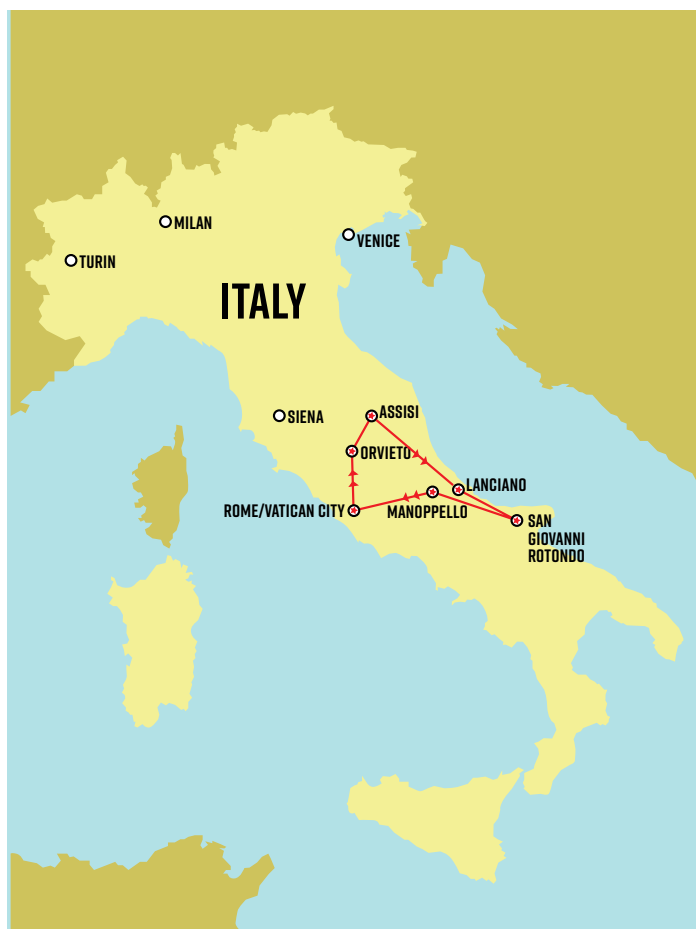 MILAN
VENICE
TURIN
ITALY
ASSISI
SIENA
ORVIETO
LANCIANO
ROME/VATICAN CITY
MANOPPELLO
SAN
GIOVANNI
ROTONDO